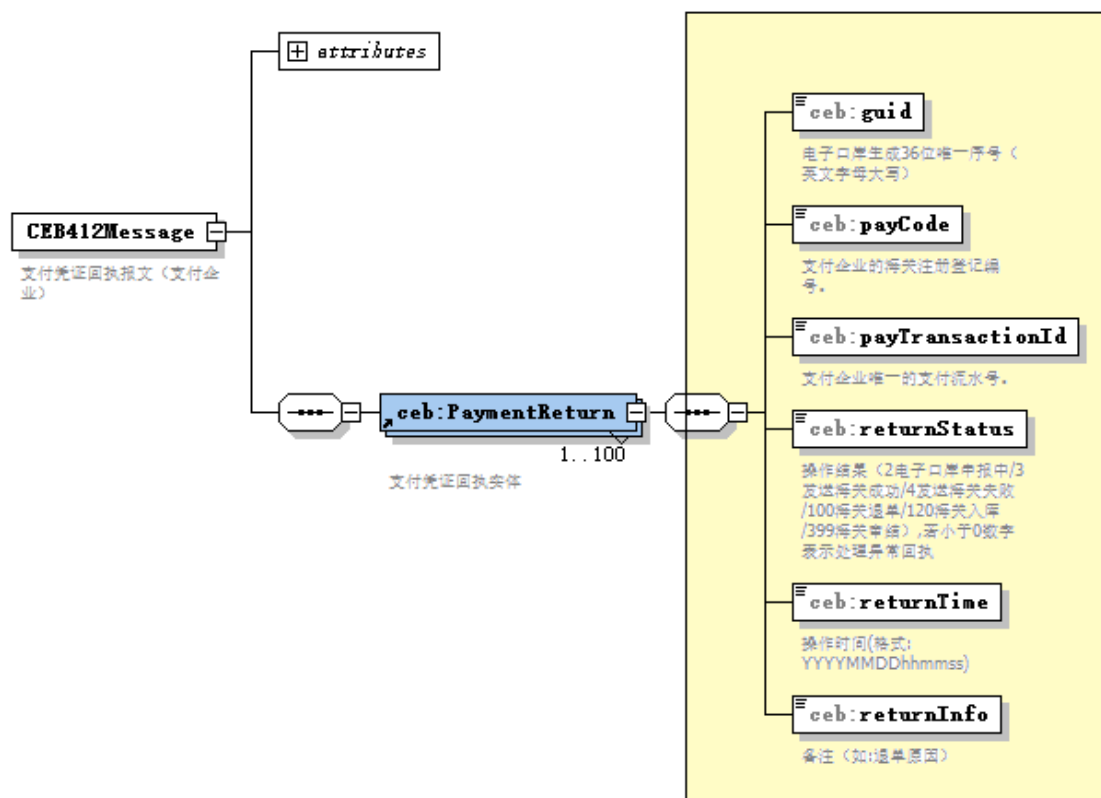 attributes
CEB412Message
支付凭证回执报文（支付企
业）
ceb:PaymentReturn
1..100
支付凭证回执实体
ceb:guid
电子口岸生成36位唯一序号（
英文字母大写）
ceb:payCode
支付企业的海关注册登记编
号。
ceb:payTransactionId
支付企业唯一的支付流水号。
ceb:returnStatus
操作结果（2电子口岸申报中/3
发送海关成功/4发送海关失败
/100海关退单/120海关入库
/399海关审结）,若小于0数字
表示处理异常回执
ceb:returnTime
操作时间(格式:
YYYYMMDDhhmmss)
ceb:returnInfo
备注（如:退单原因）